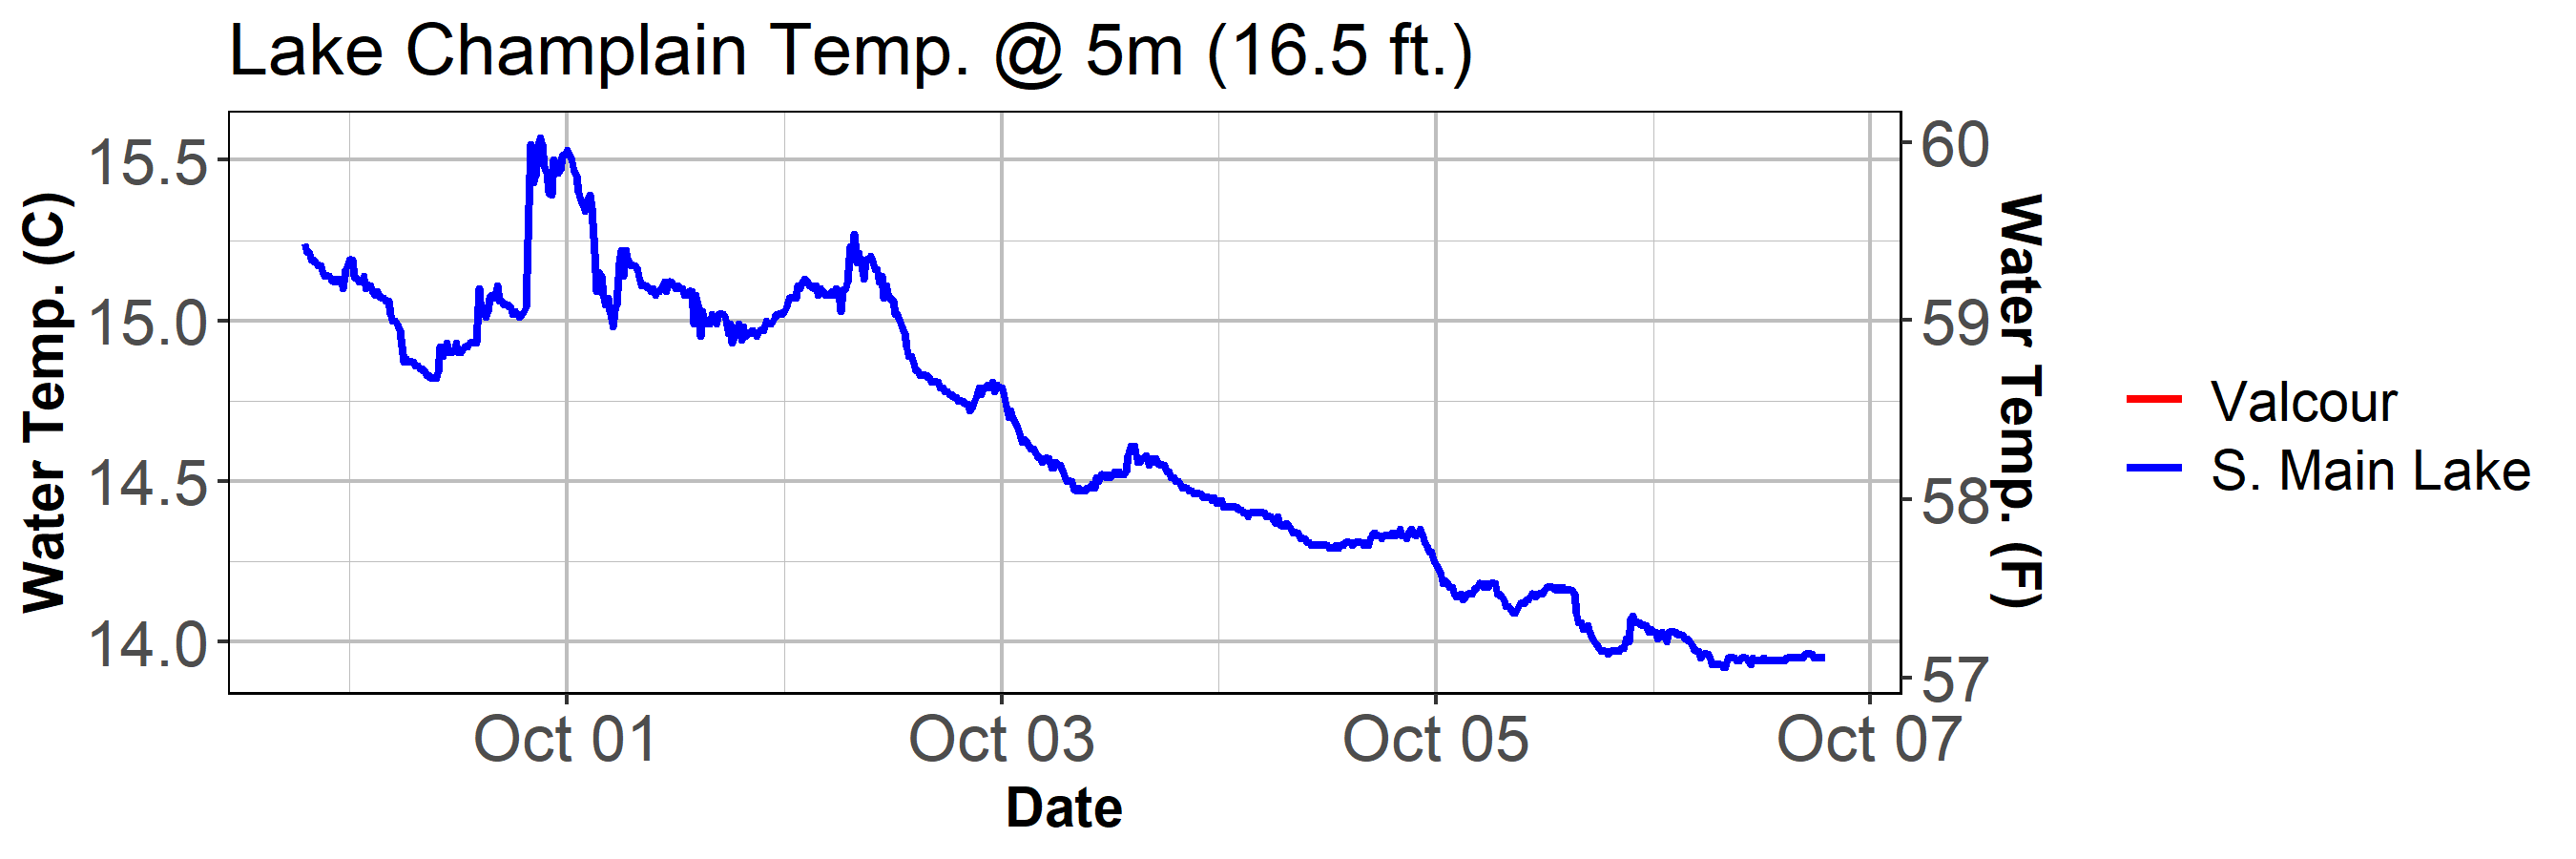 Lake Champlain Temp. @ 5m (16.5 ft.)
Water Temp. (C)
15.5
15.0
14.5
14.0
60
59
58
57
Water Temp. (F)
Oct 01
Oct 03
Oct 05
Oct 07
Date
Valcour
S. Main Lake